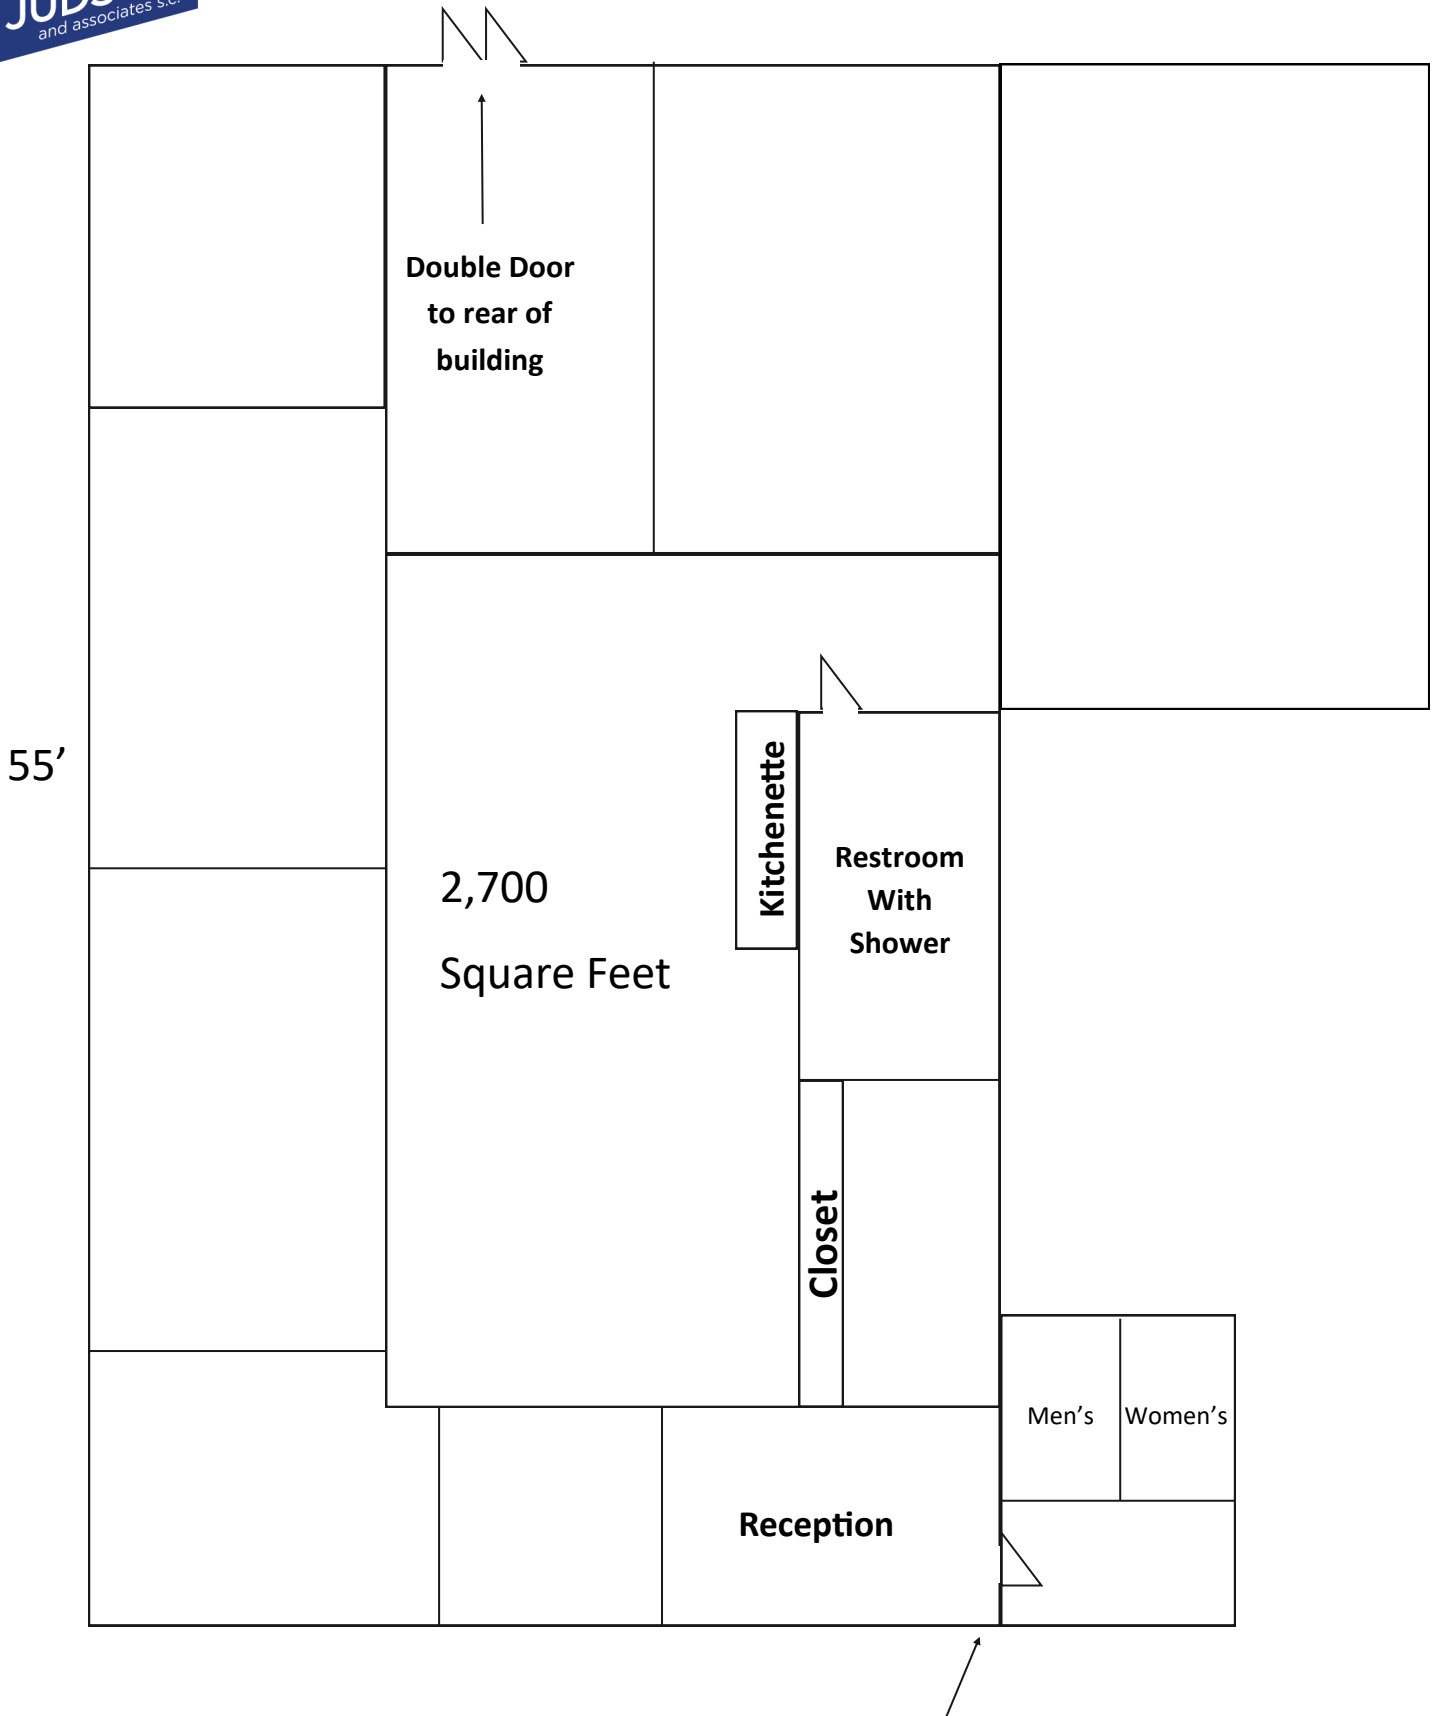 and associates s.c.
Double Door
to rear of
building
55’
Kitchenette
2,700
Square Feet
Restroom
With
Shower
Closet
Men’s
Women’s
Reception